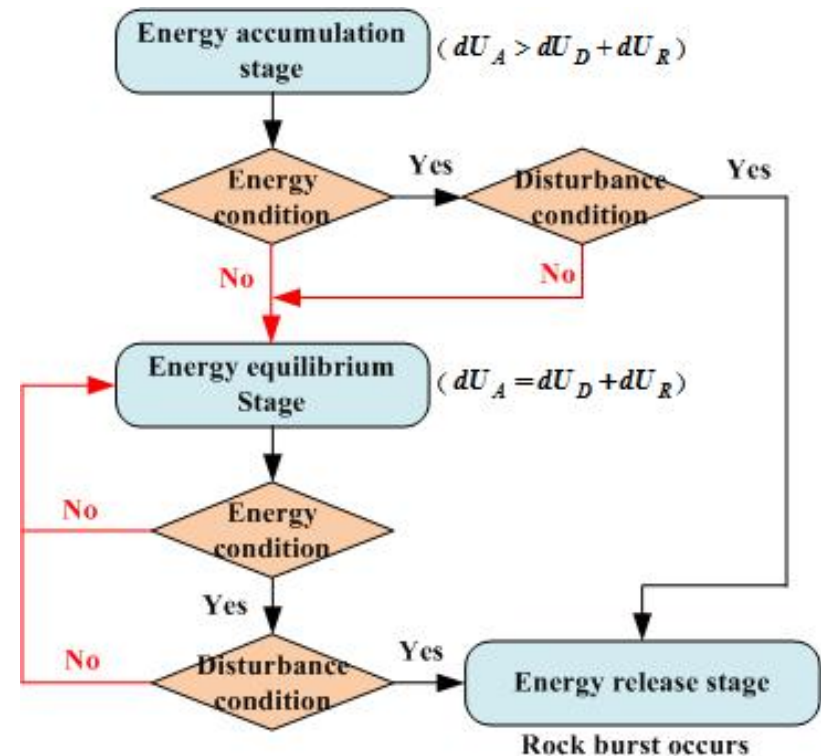 Energy accumulation
stage
(dU_A > dU_D + dU_R)
Energy
condition
Yes
Disturbance
condition
Yes
No
No
Energy equilibrium
Stage
(dU_A = dU_D + dU_R)
No
Energy
condition
Yes
No
Disturbance
condition
Yes
Energy release stage
Rock burst occurs